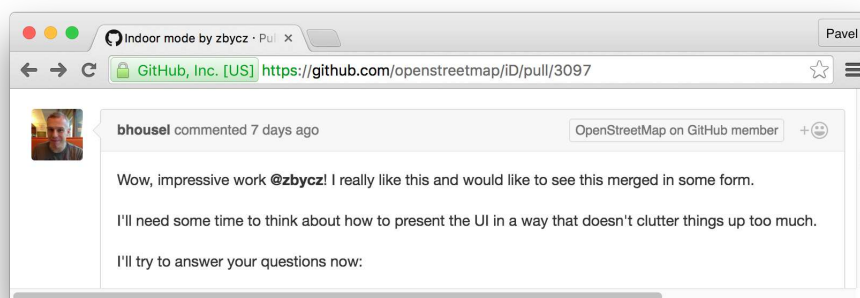 Indoor mode by zbycz · Pul
Pavel
GitHub, Inc. [US] https://github.com/openstreetmap/iD/pull/3097
bhousel commented 7 days ago
OpenStreetMap on GitHub member
Wow, impressive work @zbycz! I really like this and would like to see this merged in some form.
I'll need some time to think about how to present the UI in a way that doesn't clutter things up too much.
I'll try to answer your questions now: